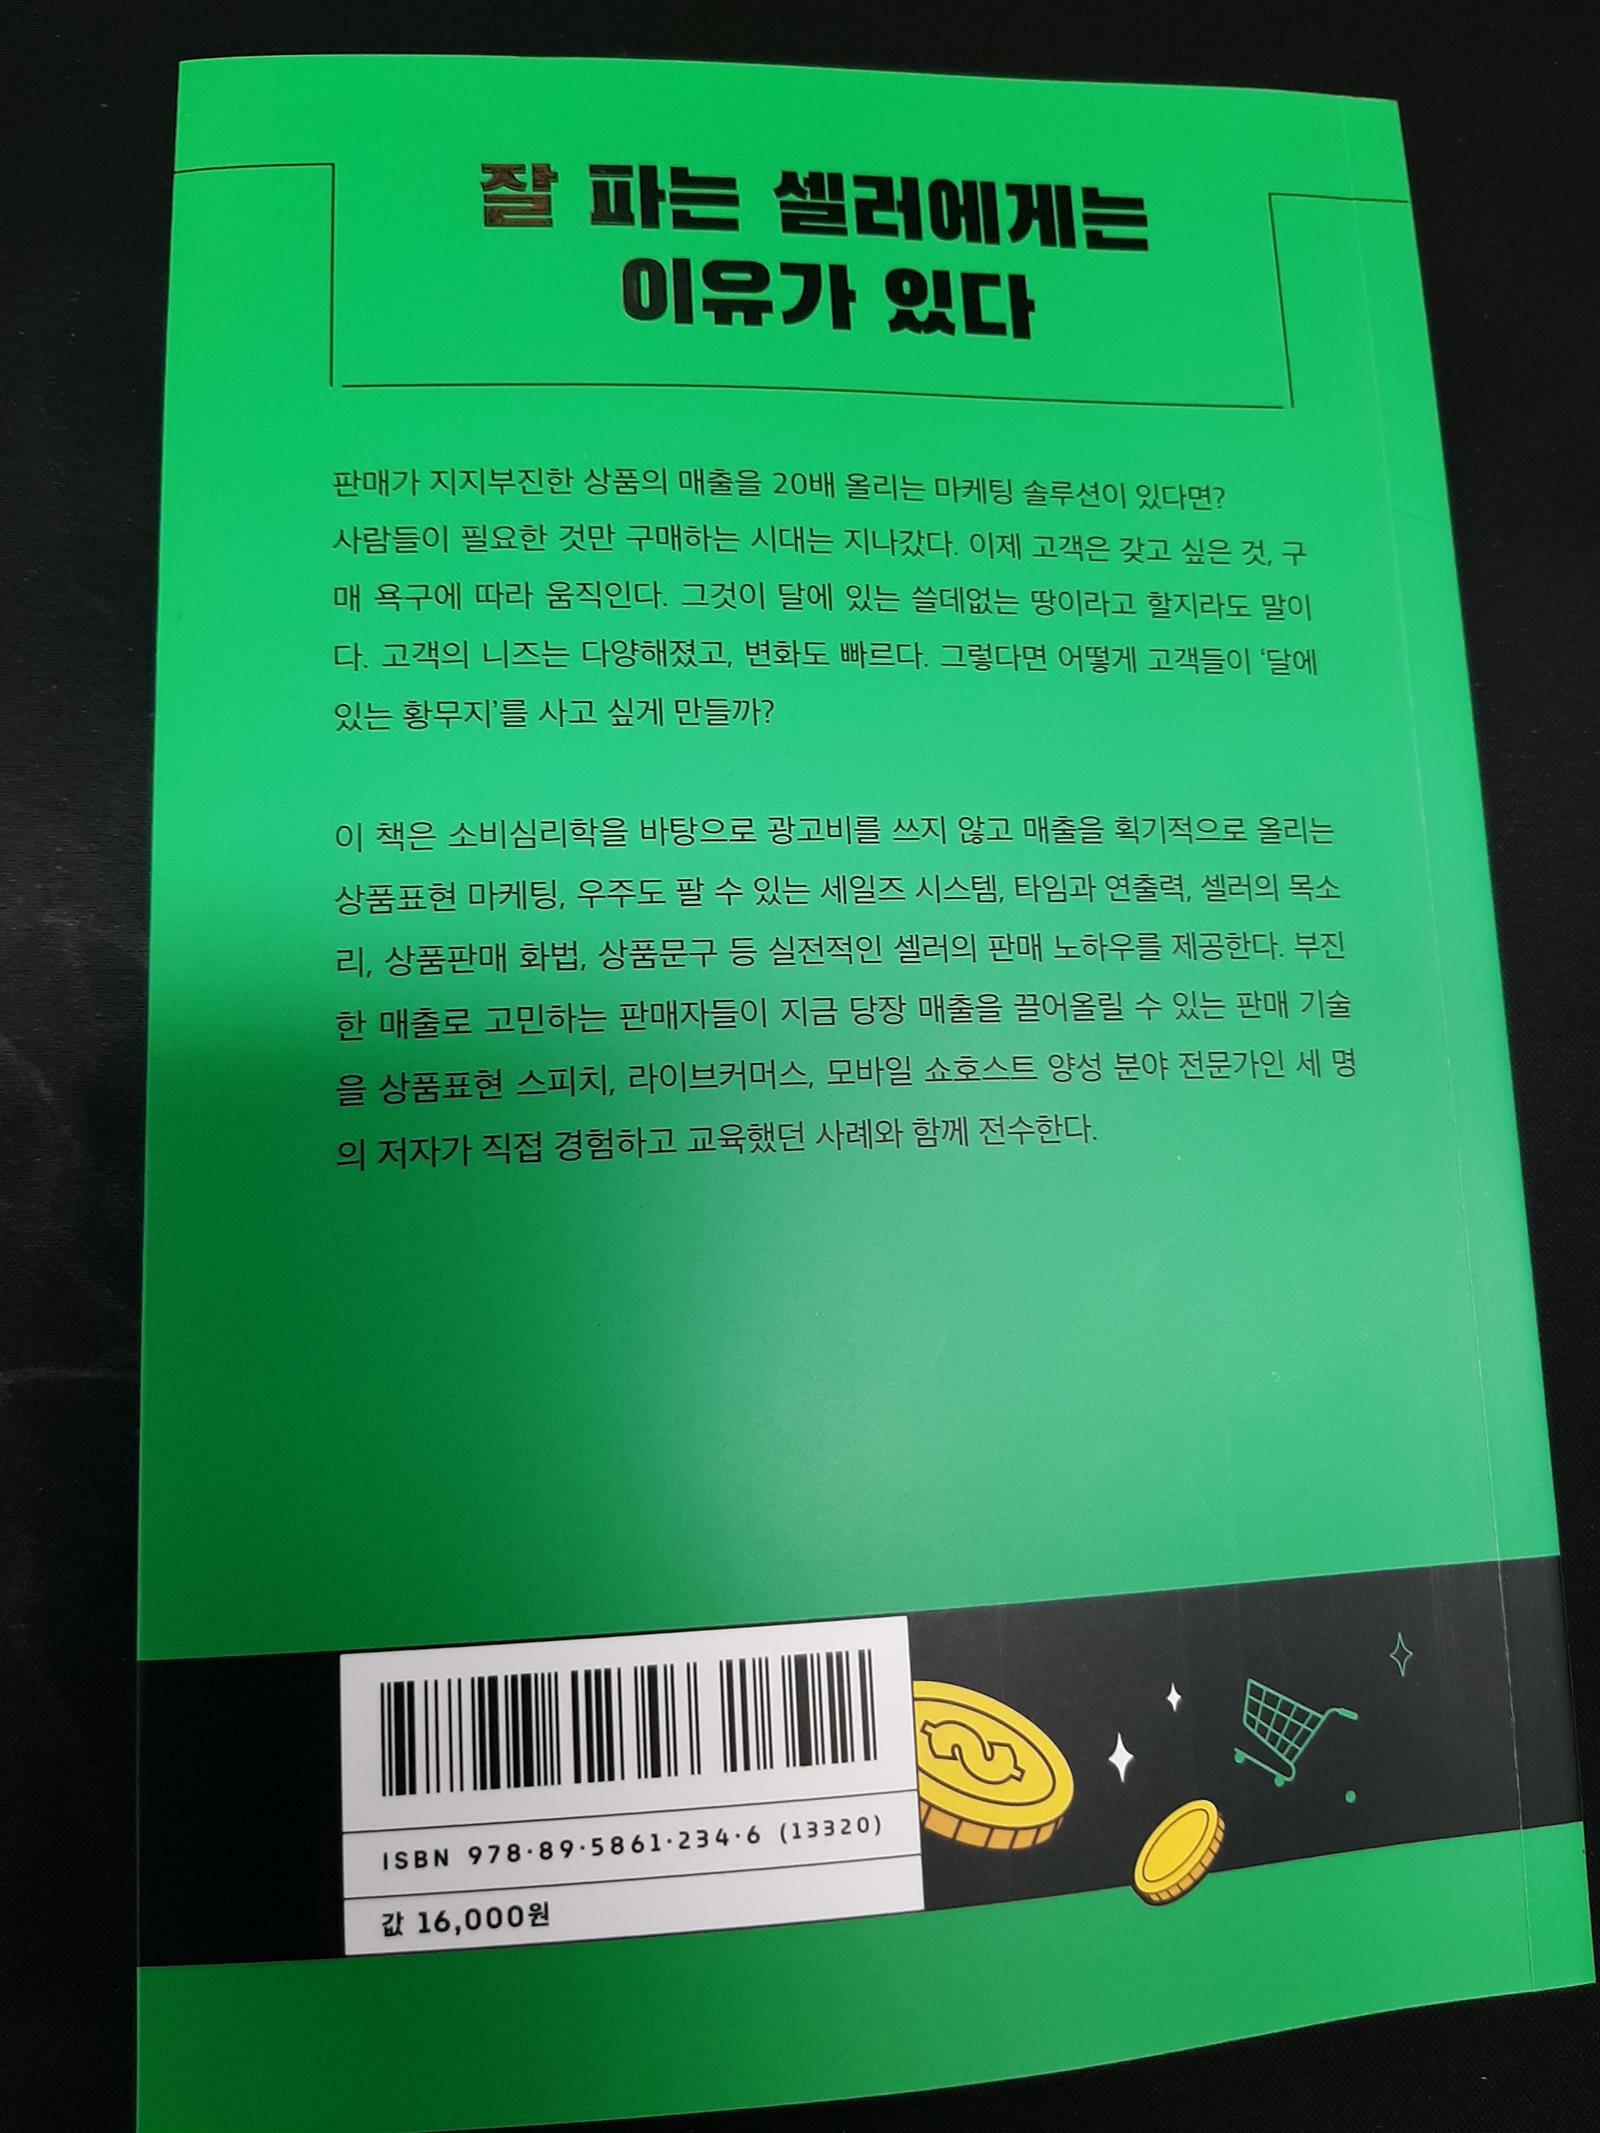 잘 파는 셀러에게는
이유가 있다
판매가 지지부진한 상품의 매출을 20배 올리는 마케팅 솔루션이 있다면?
사람들이 필요한 것만 구매하는 시대는 지나갔다. 이제 고객은 갖고 싶은 것, 구
매 욕구에 따라 움직인다. 그것이 달에 있는 쓸데없는 땅이라고 할지라도 말이
다. 고객의 니즈는 다양해졌고, 변화도 빠르다. 그렇다면 어떻게 고객들이 ‘달에
있는 황무지’를 사고 싶게 만들까?
이 책은 소비심리학을 바탕으로 광고비를 쓰지 않고 매출을 획기적으로 올리는
상품표현 마케팅, 우주도 팔 수 있는 세일즈 시스템, 타임과 연출력, 셀러의 목소
리, 상품판매 화법, 상품문구 등 실전적인 셀러의 판매 노하우를 제공한다. 부진
한 매출로 고민하는 판매자들이 지금 당장 매출을 끌어올릴 수 있는 판매 기술
을 상품표현 스피치, 라이브커머스, 모바일 쇼호스트 양성 분야 전문가인 세 명
의 저자가 직접 경험하고 교육했던 사례와 함께 전수한다.
ISBN 978·89·5861·234·6 (13320)
값 16,000원